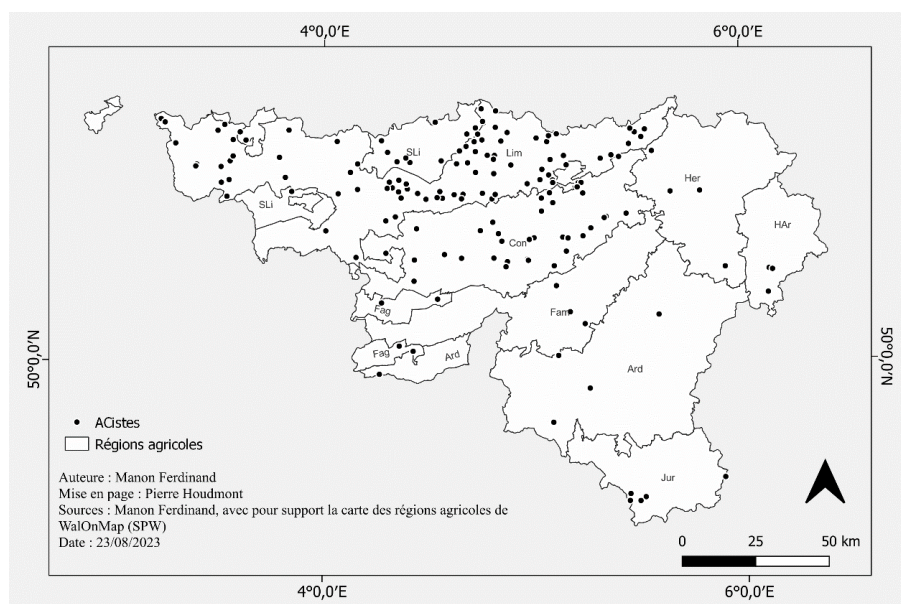 4°0,0'E 6°0,0'E
SLi
Lim
Her
SLi
HAr
Con
Fag
Fam
50°0,0'N 50°0,0'N
Fag
Ard
Ard
ACistes
Régions agricoles
Jur
Auteure : Manon Ferdinand
Mise en page : Pierre Houdmont
Sources : Manon Ferdinand, avec pour support la carte des régions agricoles de
WalOnMap (SPW)
Date : 23/08/2023
0 25 50 km
4°0,0'E 6°0,0'E